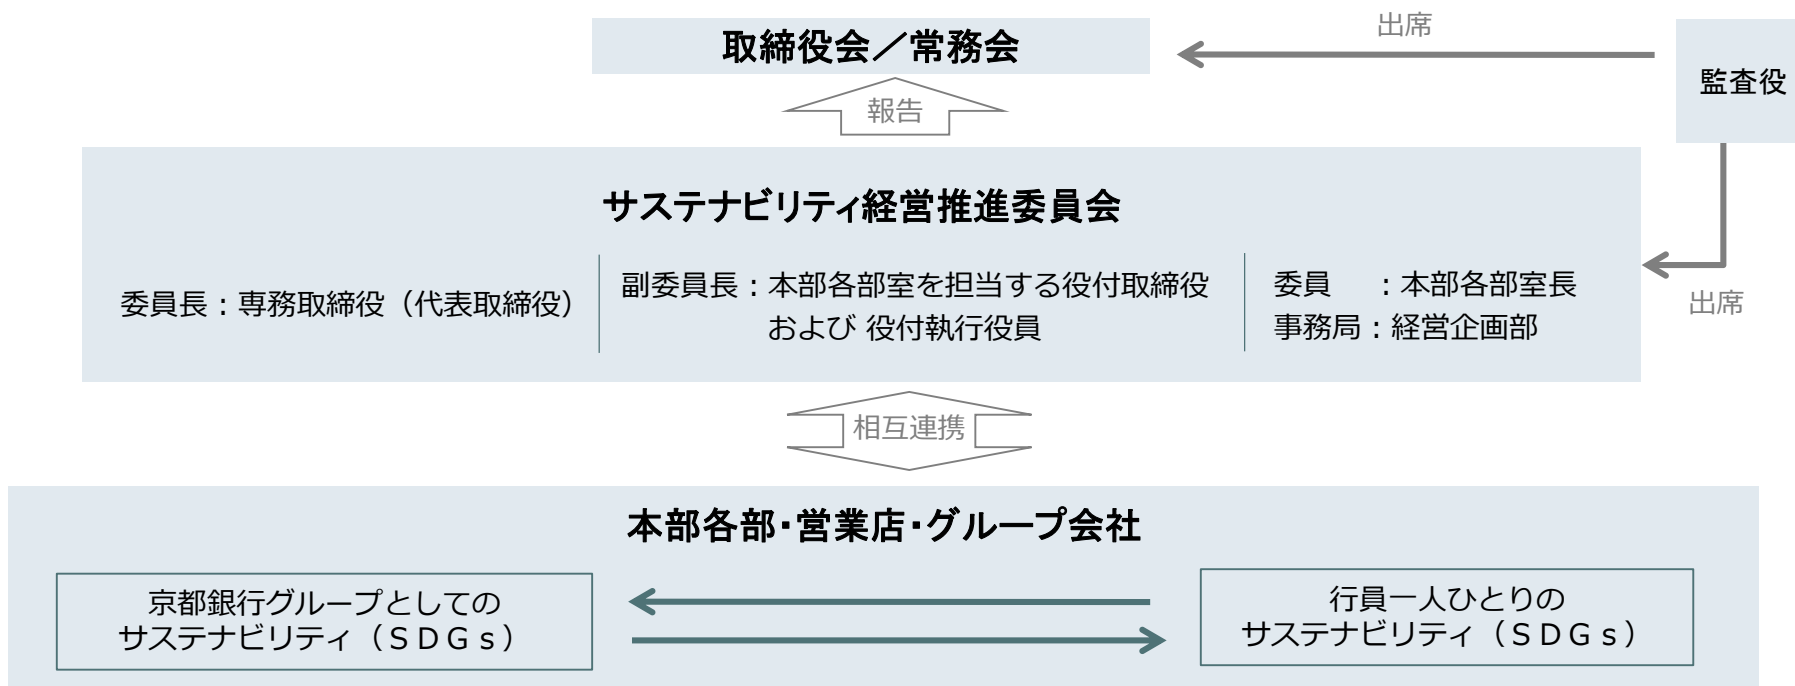 取締役会／常務会
出席
監査役
報告
サステナビリティ経営推進委員会
委員長：専務取締役（代表取締役）
副委員長：本部各部室を担当する役付取締役
および 役付執行役員
委員　　：本部各部室長
事務局：経営企画部
出席
相互連携
本部各部・営業店・グループ会社
京都銀行グループとしての
サステナビリティ（ＳＤＧｓ）
行員一人ひとりの
サステナビリティ（ＳＤＧｓ）